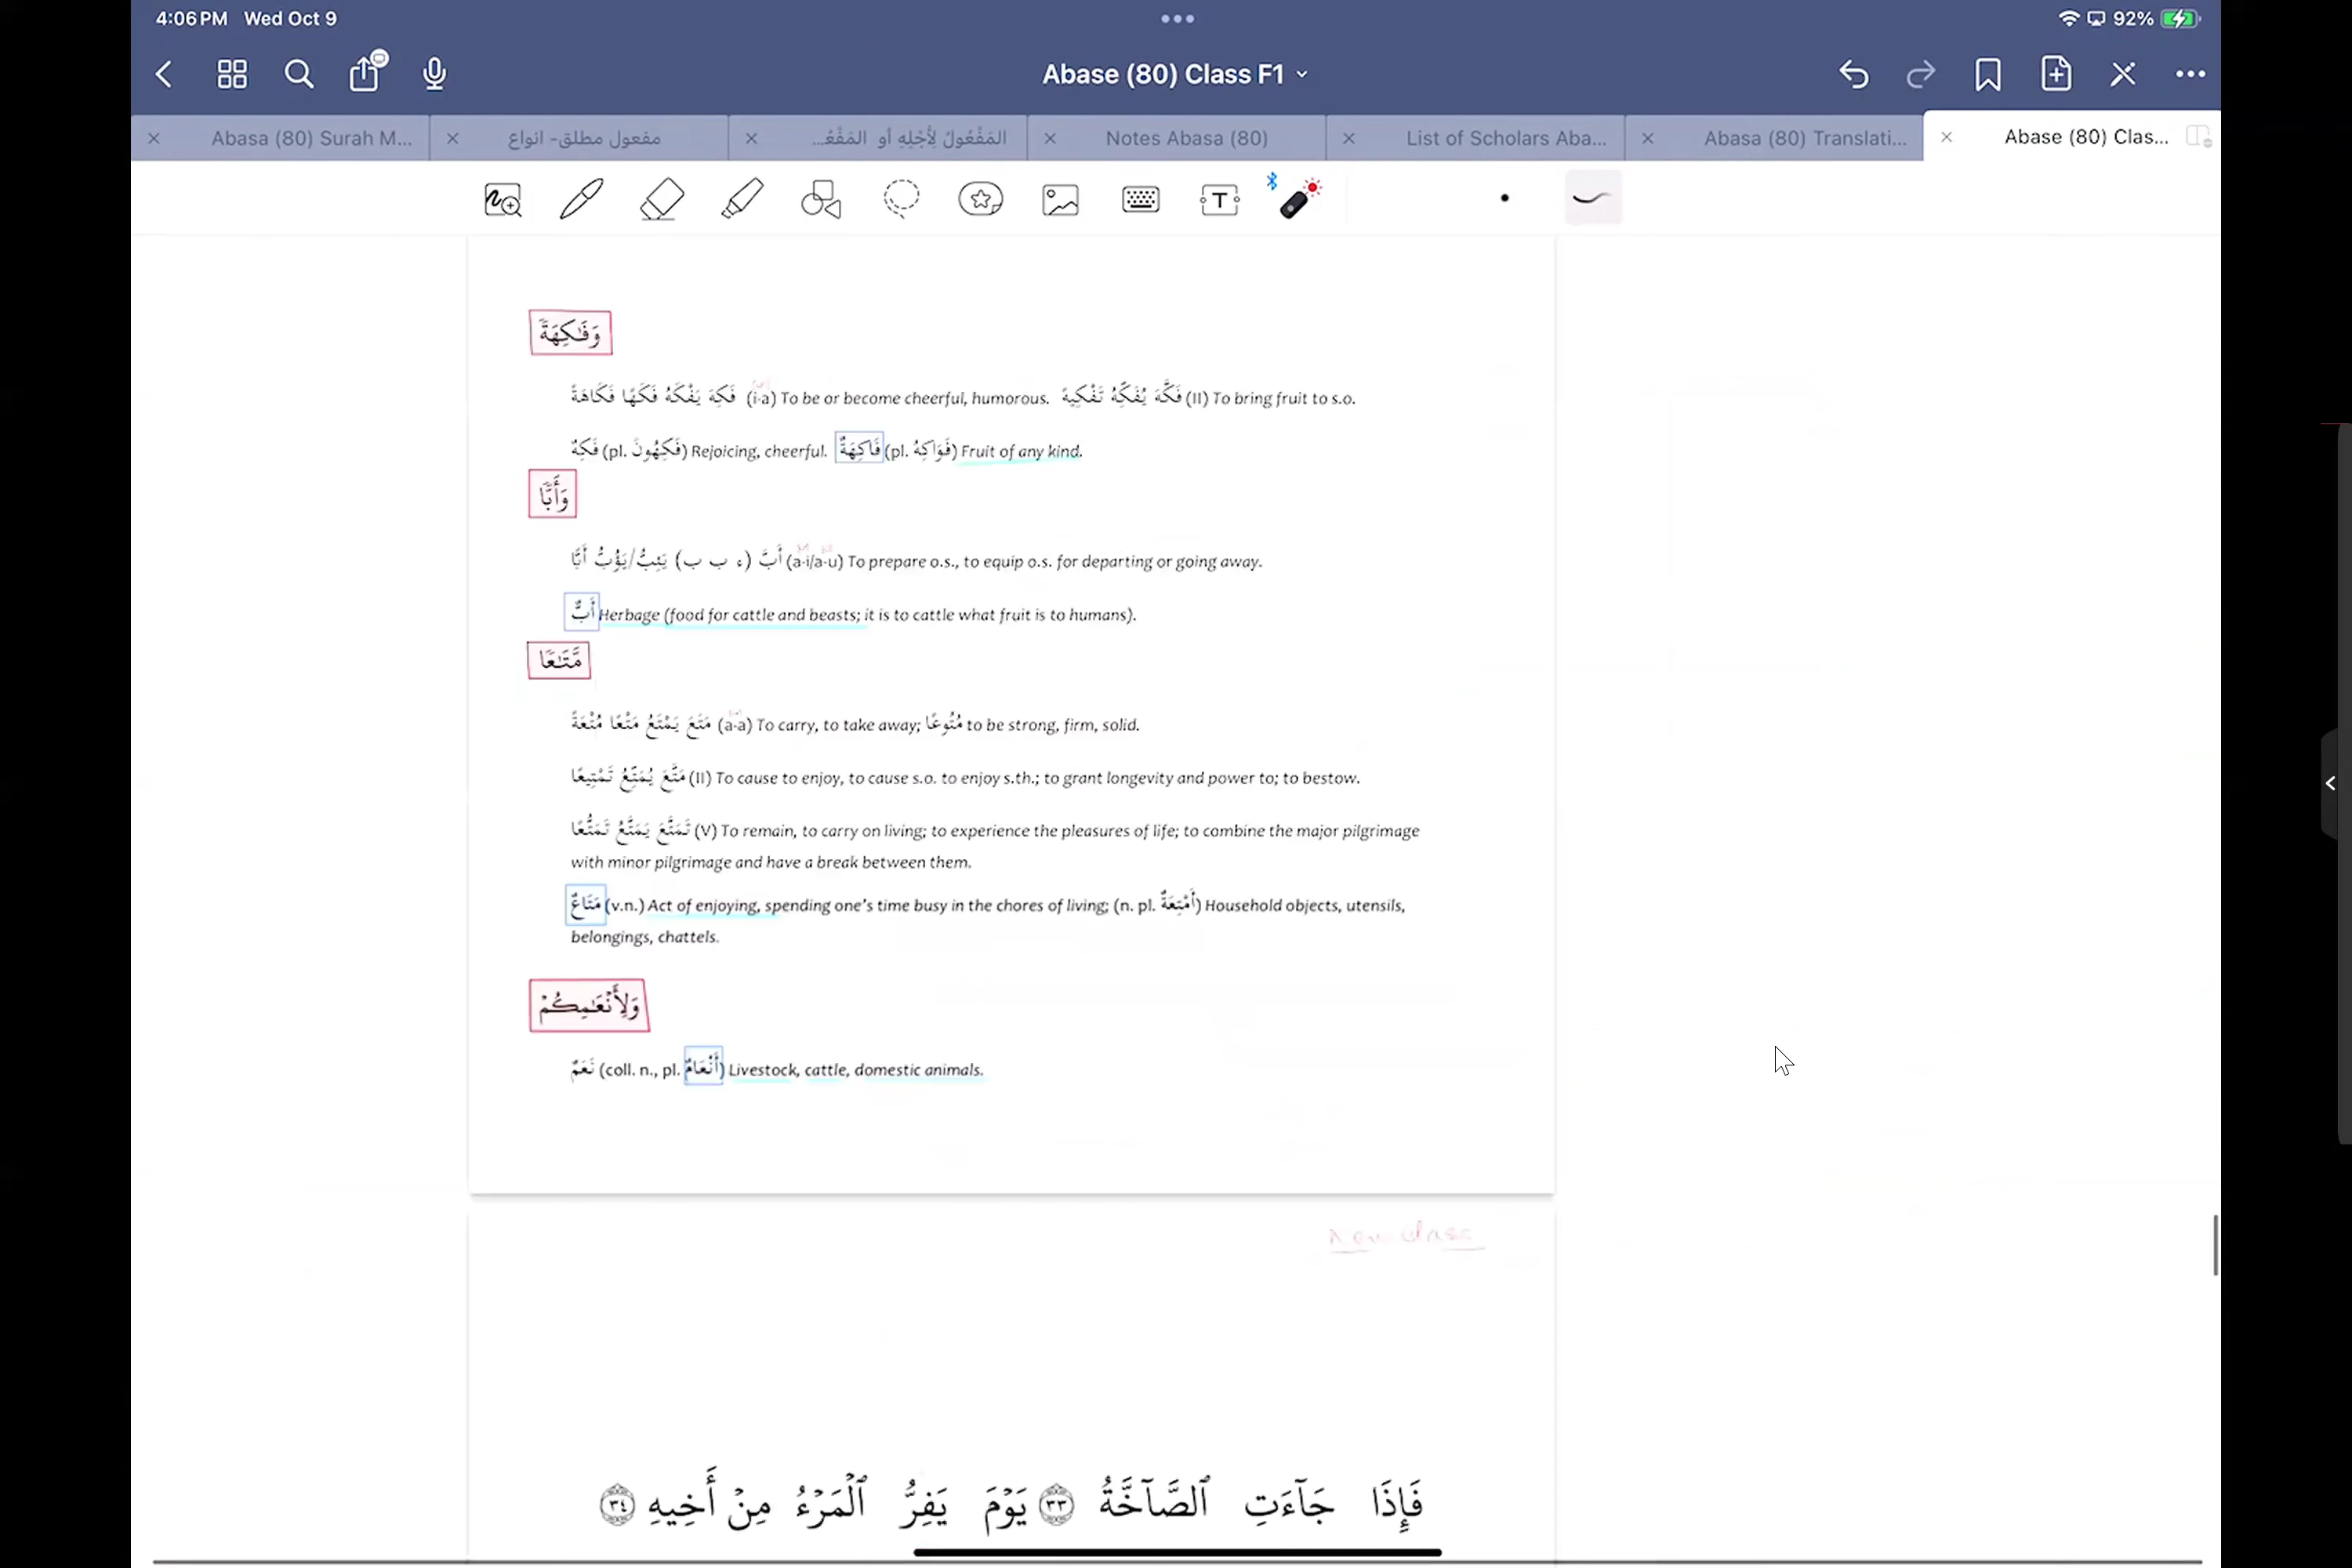 4:06 PM Wed Oct 9
92%
Abase (80) Class F1
Abasa (80) Surah M...
مفعول مطلق- انواع
المَفْعُولُ لِأَجْلِهِ أو المَفْعُ...
Notes Abasa (80)
List of Scholars Aba...
Abasa (80) Translati...
Abase (80) Clas...
وَفَـٰكِهَةً
فَكِهَ يَفْكَهُ فَكَهًا فَكَاهَةً (i-a) To be or become cheerful, humorous. فَكَّهَ يُفَكِّهُ تَفْكِيهً (II) To bring fruit to s.o.
فَكِهٌ (pl. فَكِهُونَ) Rejoicing, cheerful. فَاكِهَةٌ (pl. فَوَاكِهُ) Fruit of any kind.
وَأَبًّا
أَبَّ (ء ب ب) يَئِبُّ/يَؤُبُّ أَبًّا (a-i/a-u) To prepare o.s., to equip o.s. for departing or going away.
أَبٌّ Herbage (food for cattle and beasts; it is to cattle what fruit is to humans).
مَّتَـٰعًا
مَتَعَ يَمْتَعُ مَتْعًا مُتْعَةً (a-a) To carry, to take away; مُتُوعًا to be strong, firm, solid.
مَتَّعَ يُمَتِّعُ تَمْتِيعًا (II) To cause to enjoy, to cause s.o. to enjoy s.th.; to grant longevity and power to; to bestow.
تَمَتَّعَ يَمَتَّعُ تَمَتُّعًا (V) To remain, to carry on living; to experience the pleasures of life; to combine the major pilgrimage
with minor pilgrimage and have a break between them.
مَتَاعٌ (v.n.) Act of enjoying, spending one's time busy in the chores of living; (n. pl. أَمْتِعَةٌ) Household objects, utensils,
belongings, chattels.
وَلِأَنْعَـٰمِكُمْ
نَعَمٌ (coll. n., pl. أَنْعَامٌ) Livestock, cattle, domestic animals.
New class
فَإِذَا جَآءَتِ ٱلصَّآخَّةُ ٣٣ يَوْمَ يَفِرُّ ٱلْمَرْءُ مِنْ أَخِيهِ ٣٤